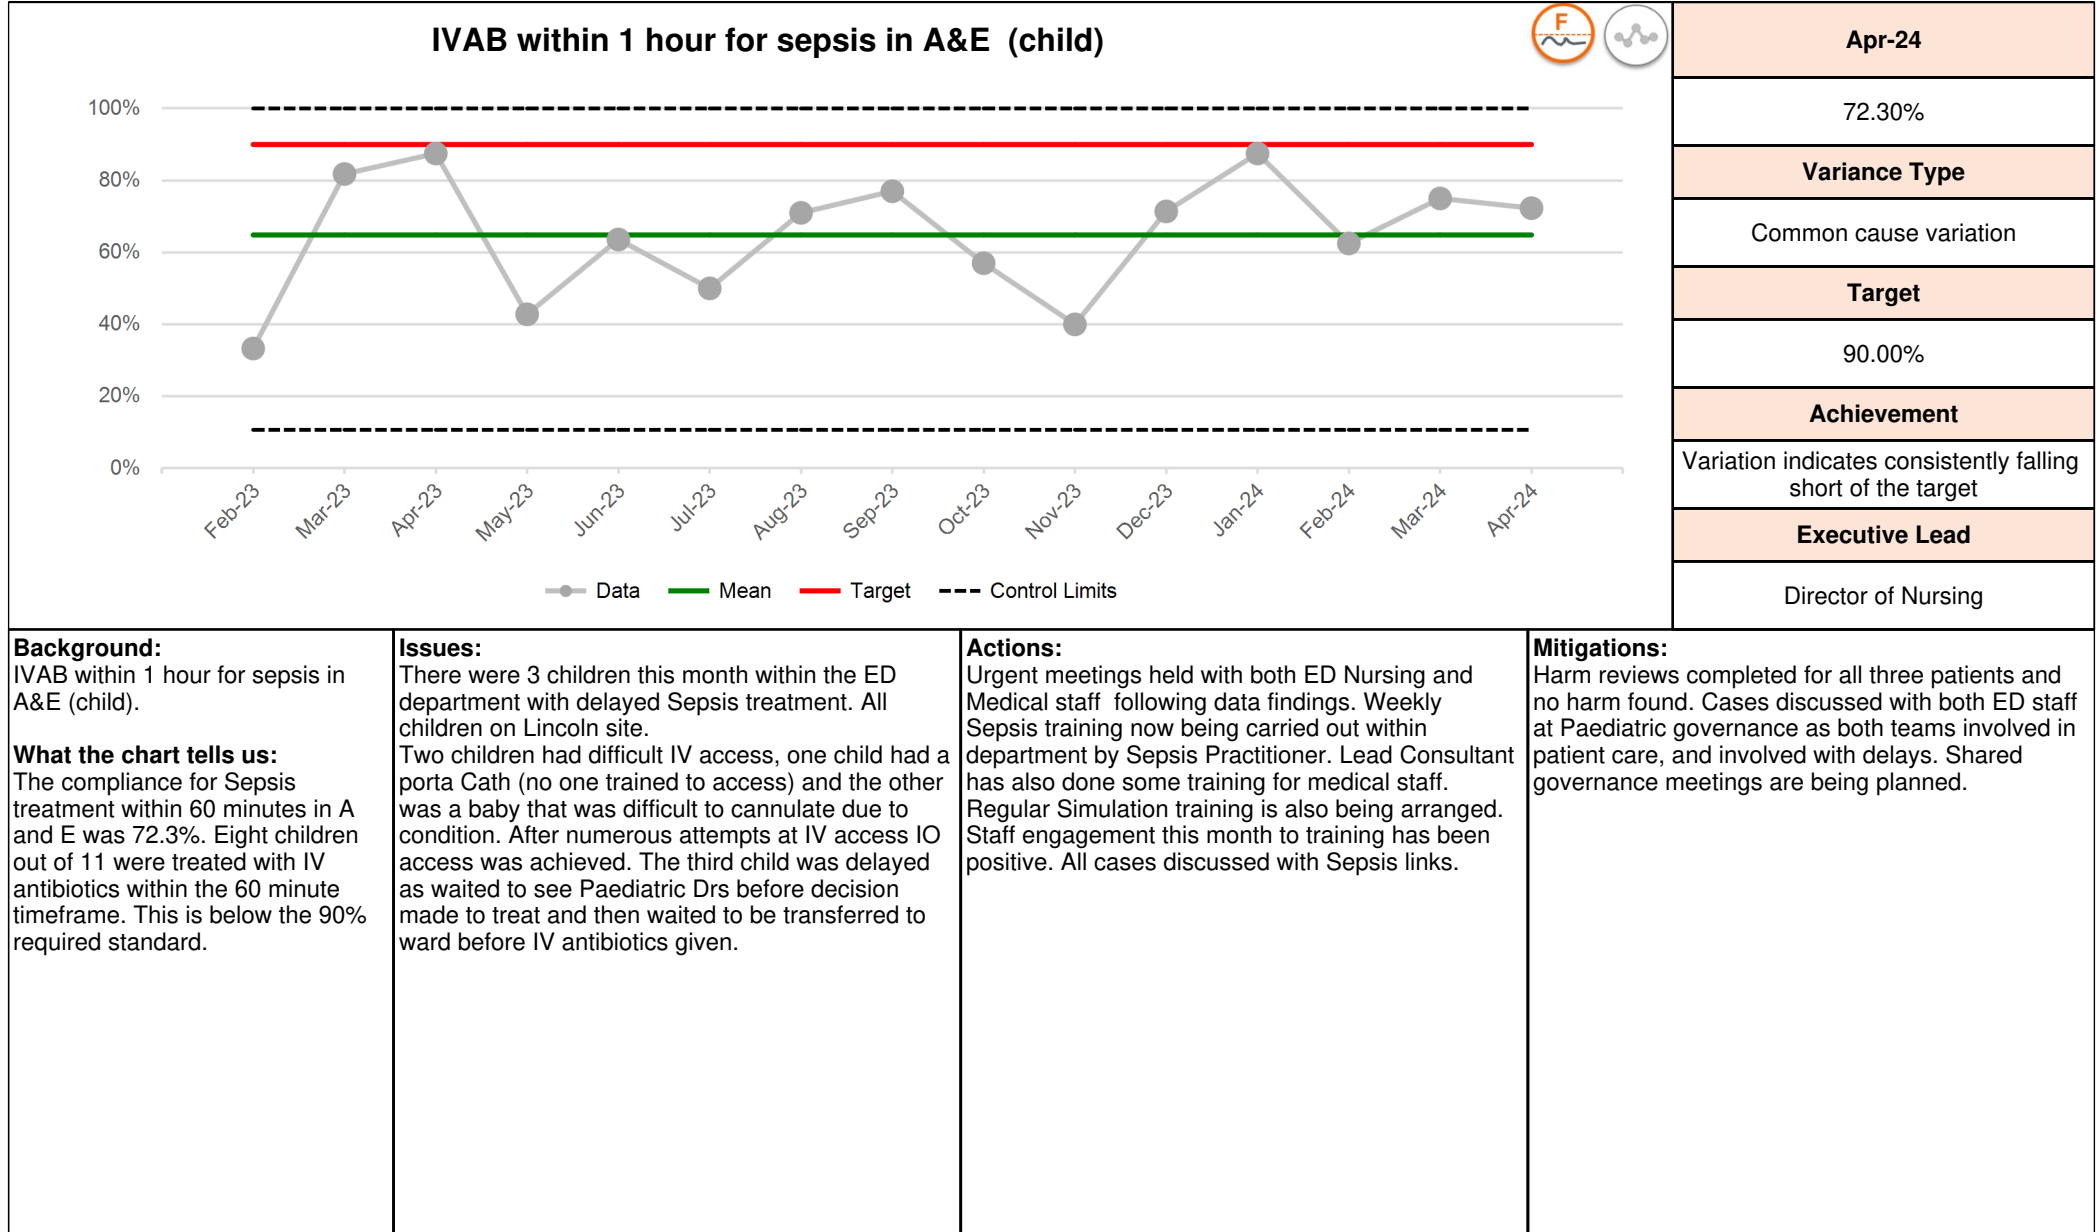 IVAB within 1 hour for sepsis in A&E (child)
F
100%
80%
60%
40%
20%
0%
Feb-23
Mar-23
Apr-23
May-23
Jun-23
Jul-23
Aug-23
Sep-23
Oct-23
Nov-23
Dec-23
Jan-24
Feb-24
Mar-24
Apr-24
Data
Mean
Target
Control Limits
Apr-24
72.30%
Variance Type
Common cause variation
Target
90.00%
Achievement
Variation indicates consistently falling
short of the target
Executive Lead
Director of Nursing
Background:
IVAB within 1 hour for sepsis in
A&E (child).
What the chart tells us:
The compliance for Sepsis
treatment within 60 minutes in A
and E was 72.3%. Eight children
out of 11 were treated with IV
antibiotics within the 60 minute
timeframe. This is below the 90%
required standard.
Issues:
There were 3 children this month within the ED
department with delayed Sepsis treatment. All
children on Lincoln site.
Two children had difficult IV access, one child had a
porta Cath (no one trained to access) and the other
was a baby that was difficult to cannulate due to
condition. After numerous attempts at IV access IO
access was achieved. The third child was delayed
as waited to see Paediatric Drs before decision
made to treat and then waited to be transferred to
ward before IV antibiotics given.
Actions:
Urgent meetings held with both ED Nursing and
Medical staff following data findings. Weekly
Sepsis training now being carried out within
department by Sepsis Practitioner. Lead Consultant
has also done some training for medical staff.
Regular Simulation training is also being arranged.
Staff engagement this month to training has been
positive. All cases discussed with Sepsis links.
Mitigations:
Harm reviews completed for all three patients and
no harm found. Cases discussed with both ED staff
at Paediatric governance as both teams involved in
patient care, and involved with delays. Shared
governance meetings are being planned.